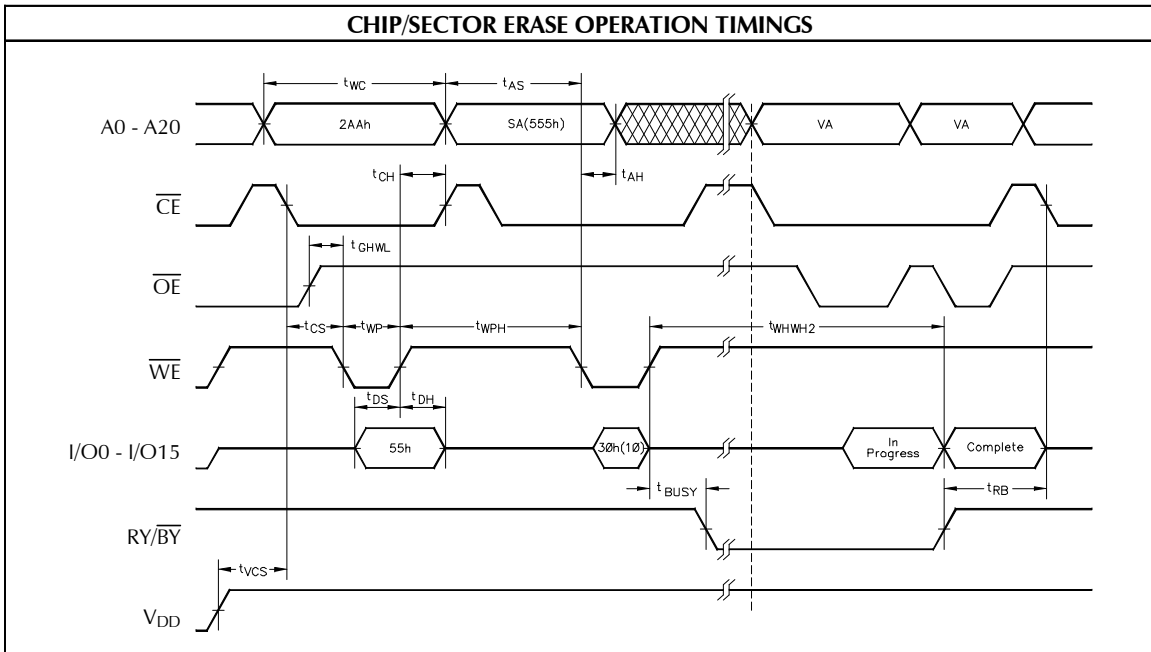 CHIP/SECTOR ERASE OPERATION TIMINGS
tWC
tAS
A0 - A20
2AAh
SA(555h)
VA
VA
tCH
tAH
CE
tGHWL
OE
tCS
tWP
tWPH
tWHWH2
WE
tDS
tDH
I/O0 - I/O15
55h
30h(10)
In
Progress
Complete
tBUSY
tRB
RY/BY
tVCS
VDD